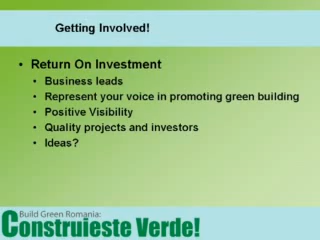 Getting Involved!
• Return On Investment
• Business leads
• Represent your voice in promoting green building
• Positive Visibility
• Quality projects and investors
• Ideas?
Build Green Romania:
Construieste Verde!